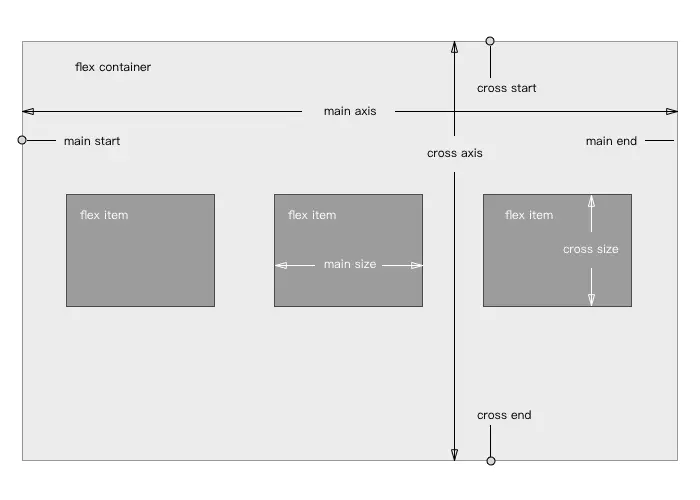 flex container
cross start
main axis
main start
main end
cross axis
flex item
flex item
flex item
cross size
main size
cross end